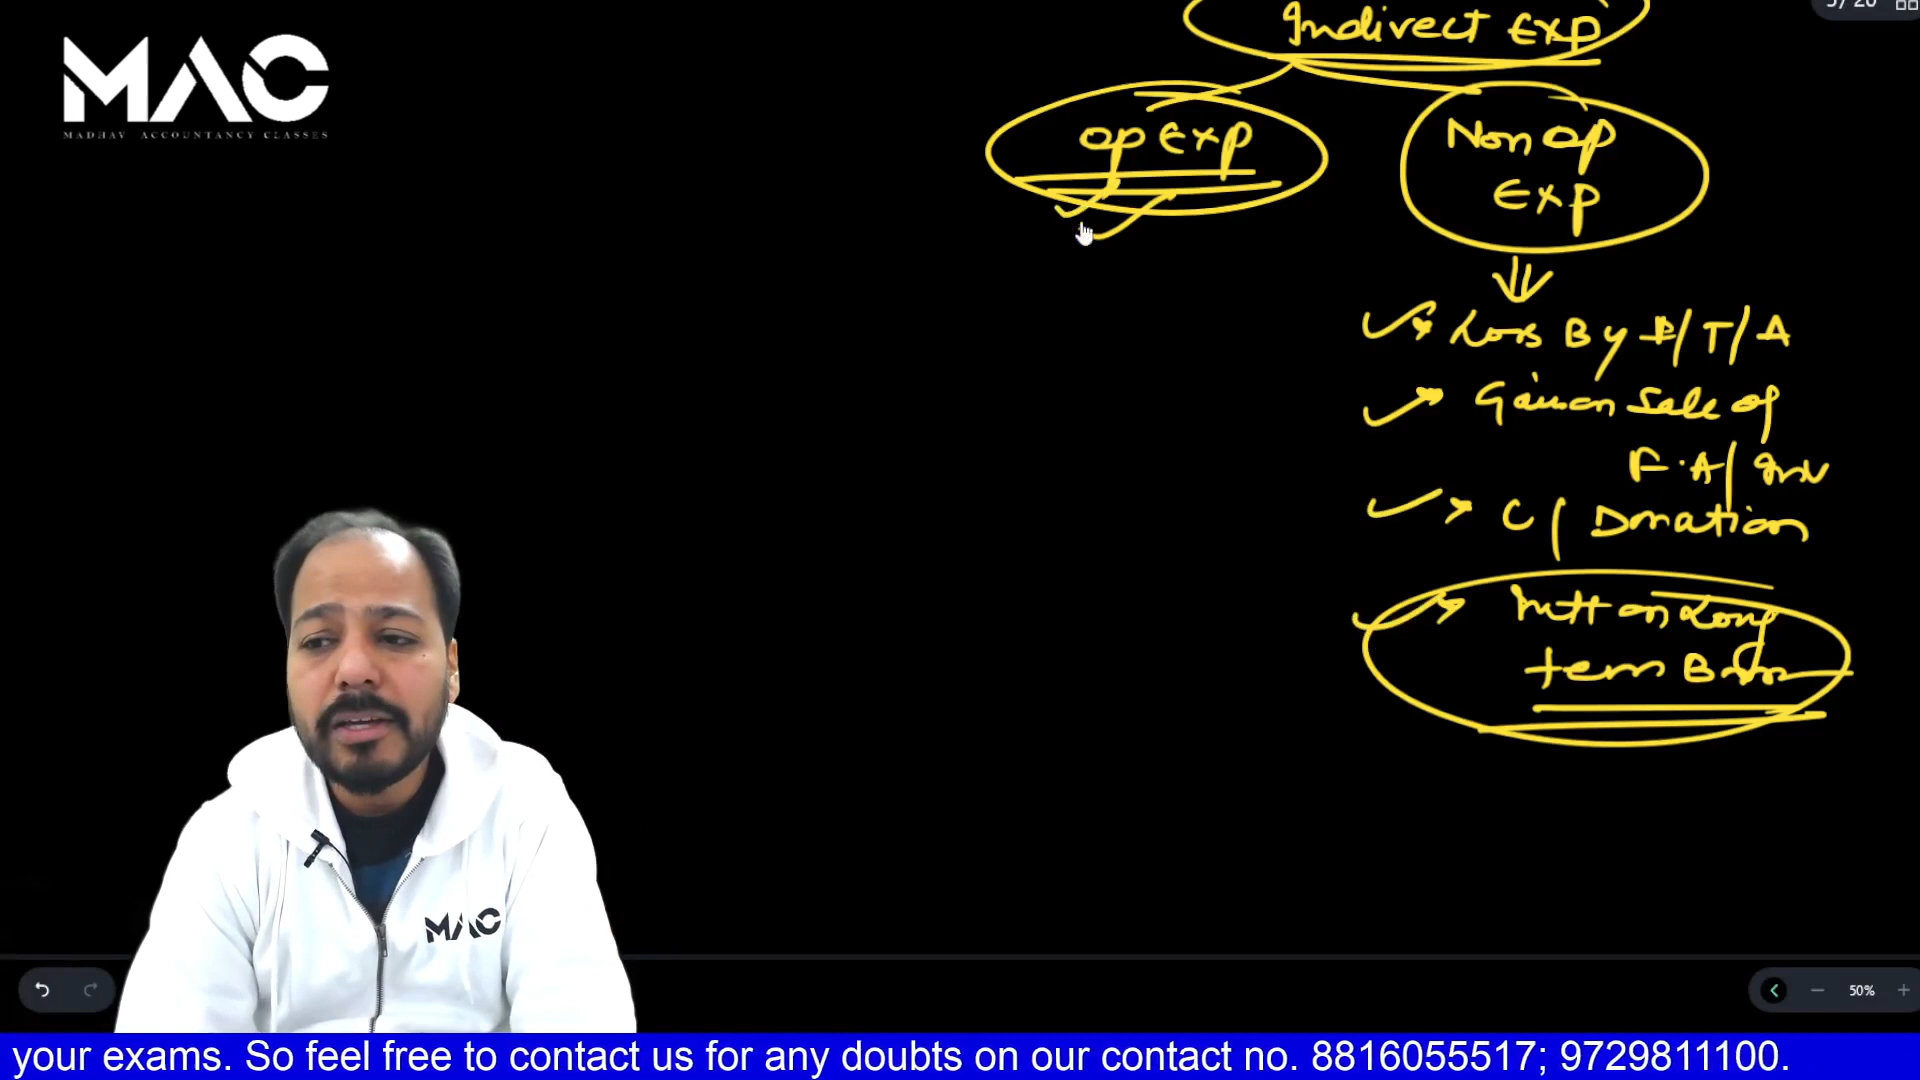 MAC
MADHAV ACCOUNTANCY CLASSES
5/20
Indirect Exp
op Exp
Non op
Exp
Loss By F/T/A
Gain on Sale of
F.A/Inv
C/Donation
Intt on Long
term Borr
MAC
50%
your exams. So feel free to contact us for any doubts on our contact no. 8816055517; 9729811100.